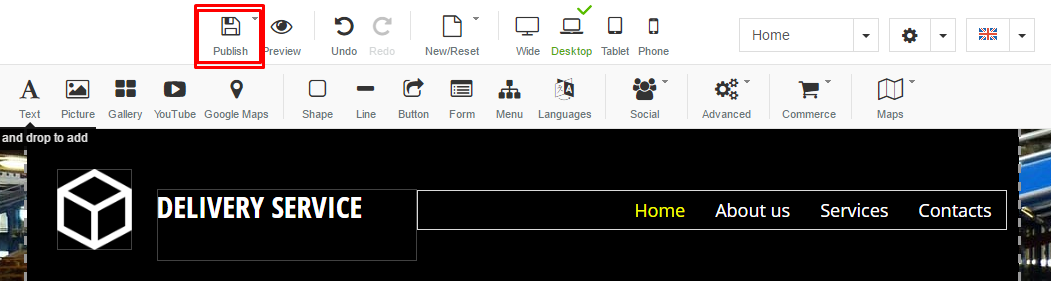 Publish Preview Undo Redo New/Reset Wide Desktop Tablet Phone Home
Text Picture Gallery YouTube Google Maps Shape Line Button Form Menu Languages Social Advanced Commerce Maps
and drop to add
DELIVERY SERVICE Home About us Services Contacts